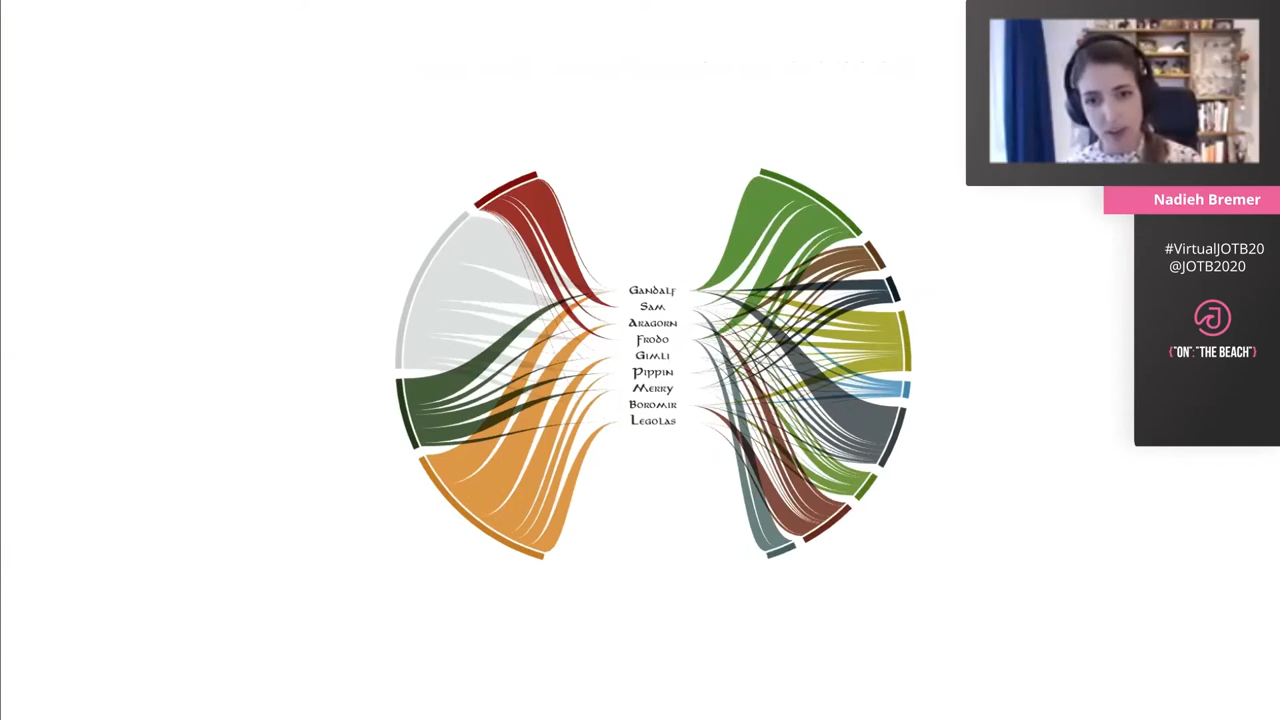 Gandalf
Sam
Aragorn
Frodo
Gimli
Pippin
Merry
Boromir
Legolas
Nadieh Bremer
#VirtualJOTB20
@JOTB2020
{"ON": "THE BEACH"}